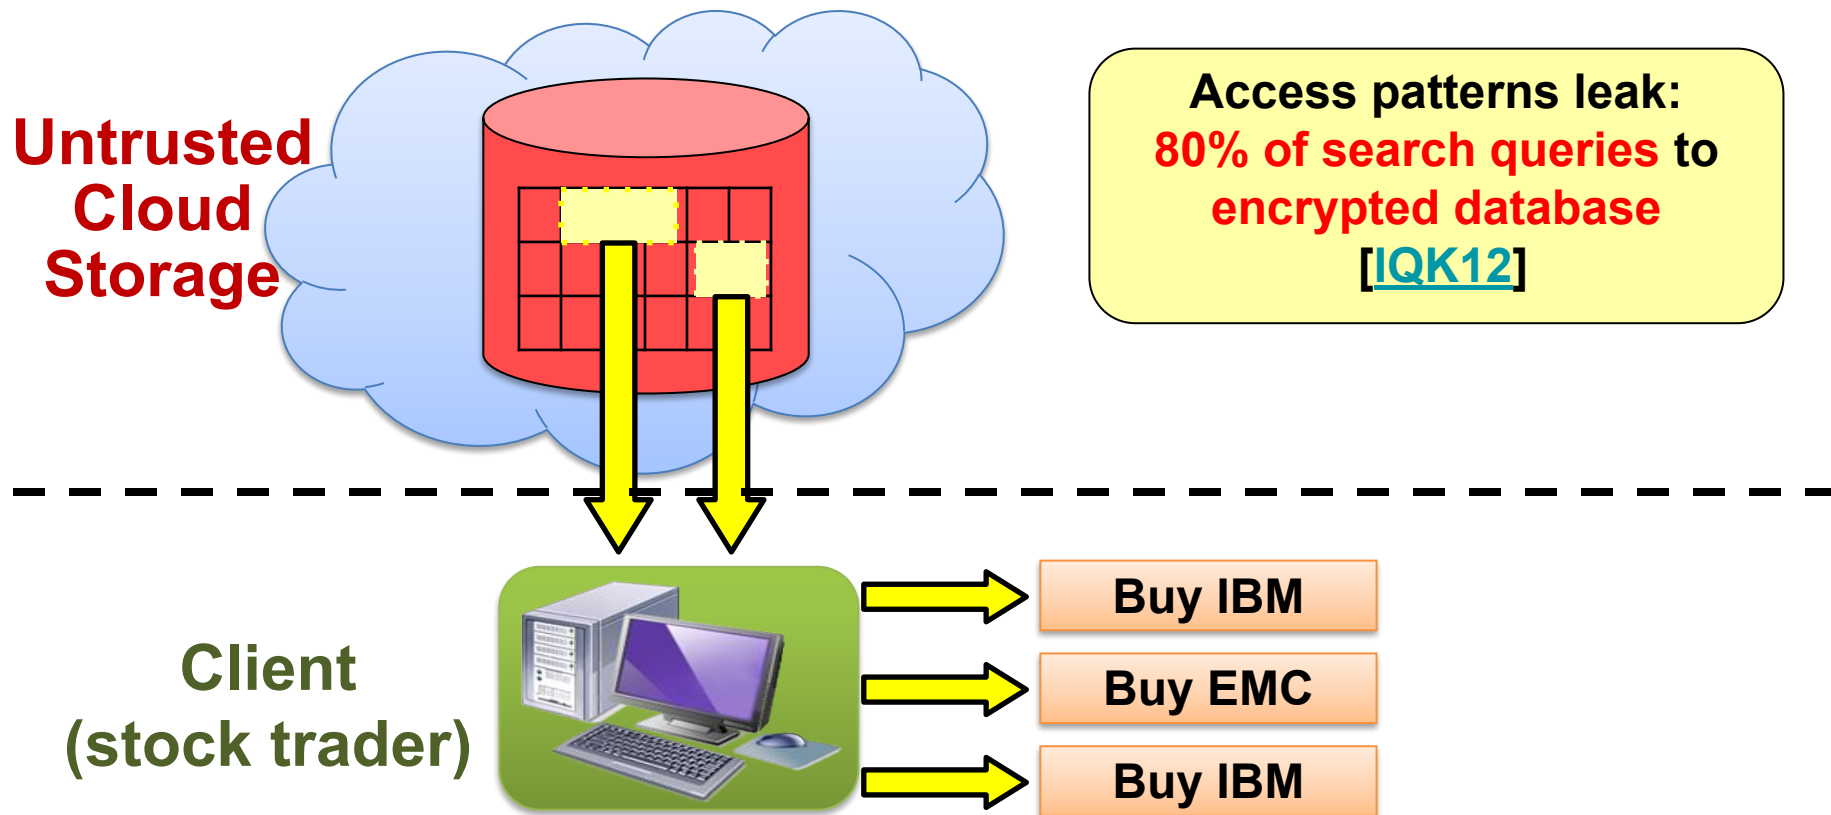 Untrusted
Cloud
Storage
Access patterns leak:
80% of search queries to
encrypted database
[IQK12]
Client
(stock trader)
Buy IBM
Buy EMC
Buy IBM